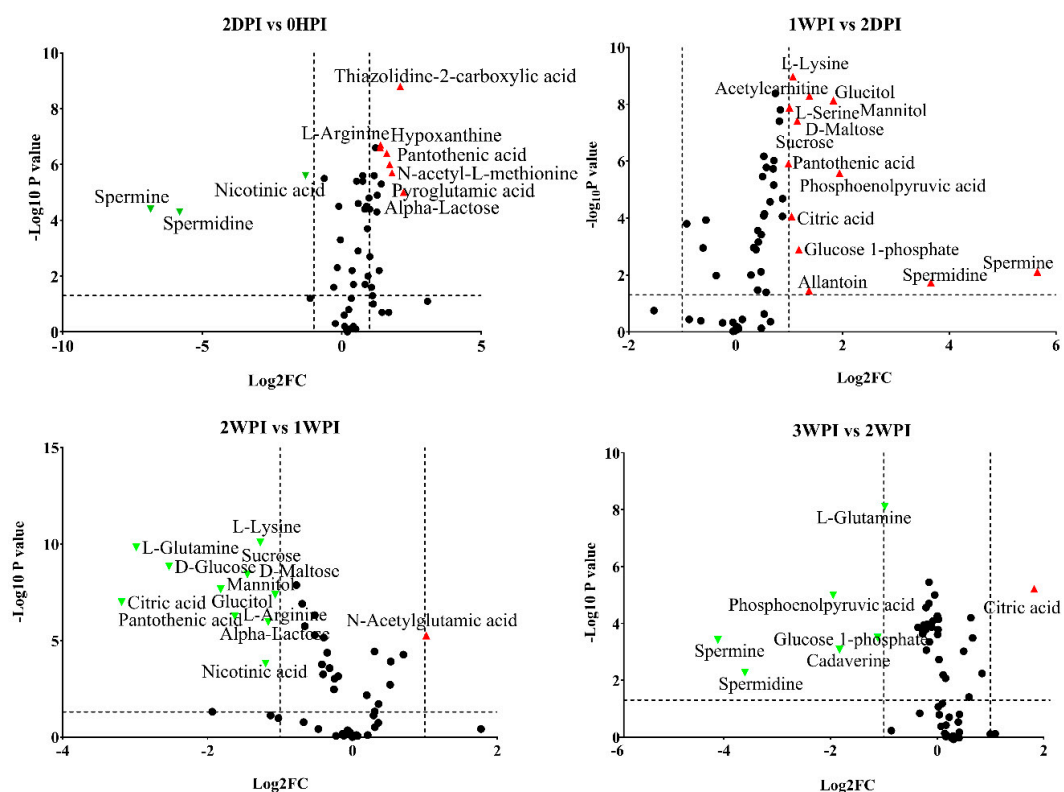 2DPI vs 0HPI
10
8
6
4
2
0
-10
-5
0
5
-Log10 P value
Log2FC
Thiazolidine-2-carboxylic acid
L-Arginine
Hypoxanthine
Pantothenic acid
N-acetyl-L-methionine
Nicotinic acid
Pyroglutamic acid
Spermine
Alpha-Lactose
Spermidine
1WPI vs 2DPI
10
8
6
4
2
0
-2
0
2
4
6
-log10P value
Log2FC
L-Lysine
Acetylcarnitine
Glucitol
L-Serine
Mannitol
D-Maltose
Sucrose
Pantothenic acid
Phosphoenolpyruvic acid
Citric acid
Glucose 1-phosphate
Spermine
Spermidine
Allantoin
2WPI vs 1WPI
15
10
5
0
-4
-2
0
2
-Log10 P value
Log2FC
L-Lysine
L-Glutamine
Sucrose
D-Glucose
D-Maltose
Mannitol
Citric acid
Glucitol
Pantothenic acid
L-Arginine
Alpha-Lactose
N-Acetylglutamic acid
Nicotinic acid
3WPI vs 2WPI
10
8
6
4
2
0
-6
-4
-2
0
2
-Log10 P value
Log2FC
L-Glutamine
Phosphoenolpyruvic acid
Citric acid
Glucose 1-phosphate
Spermine
Cadaverine
Spermidine